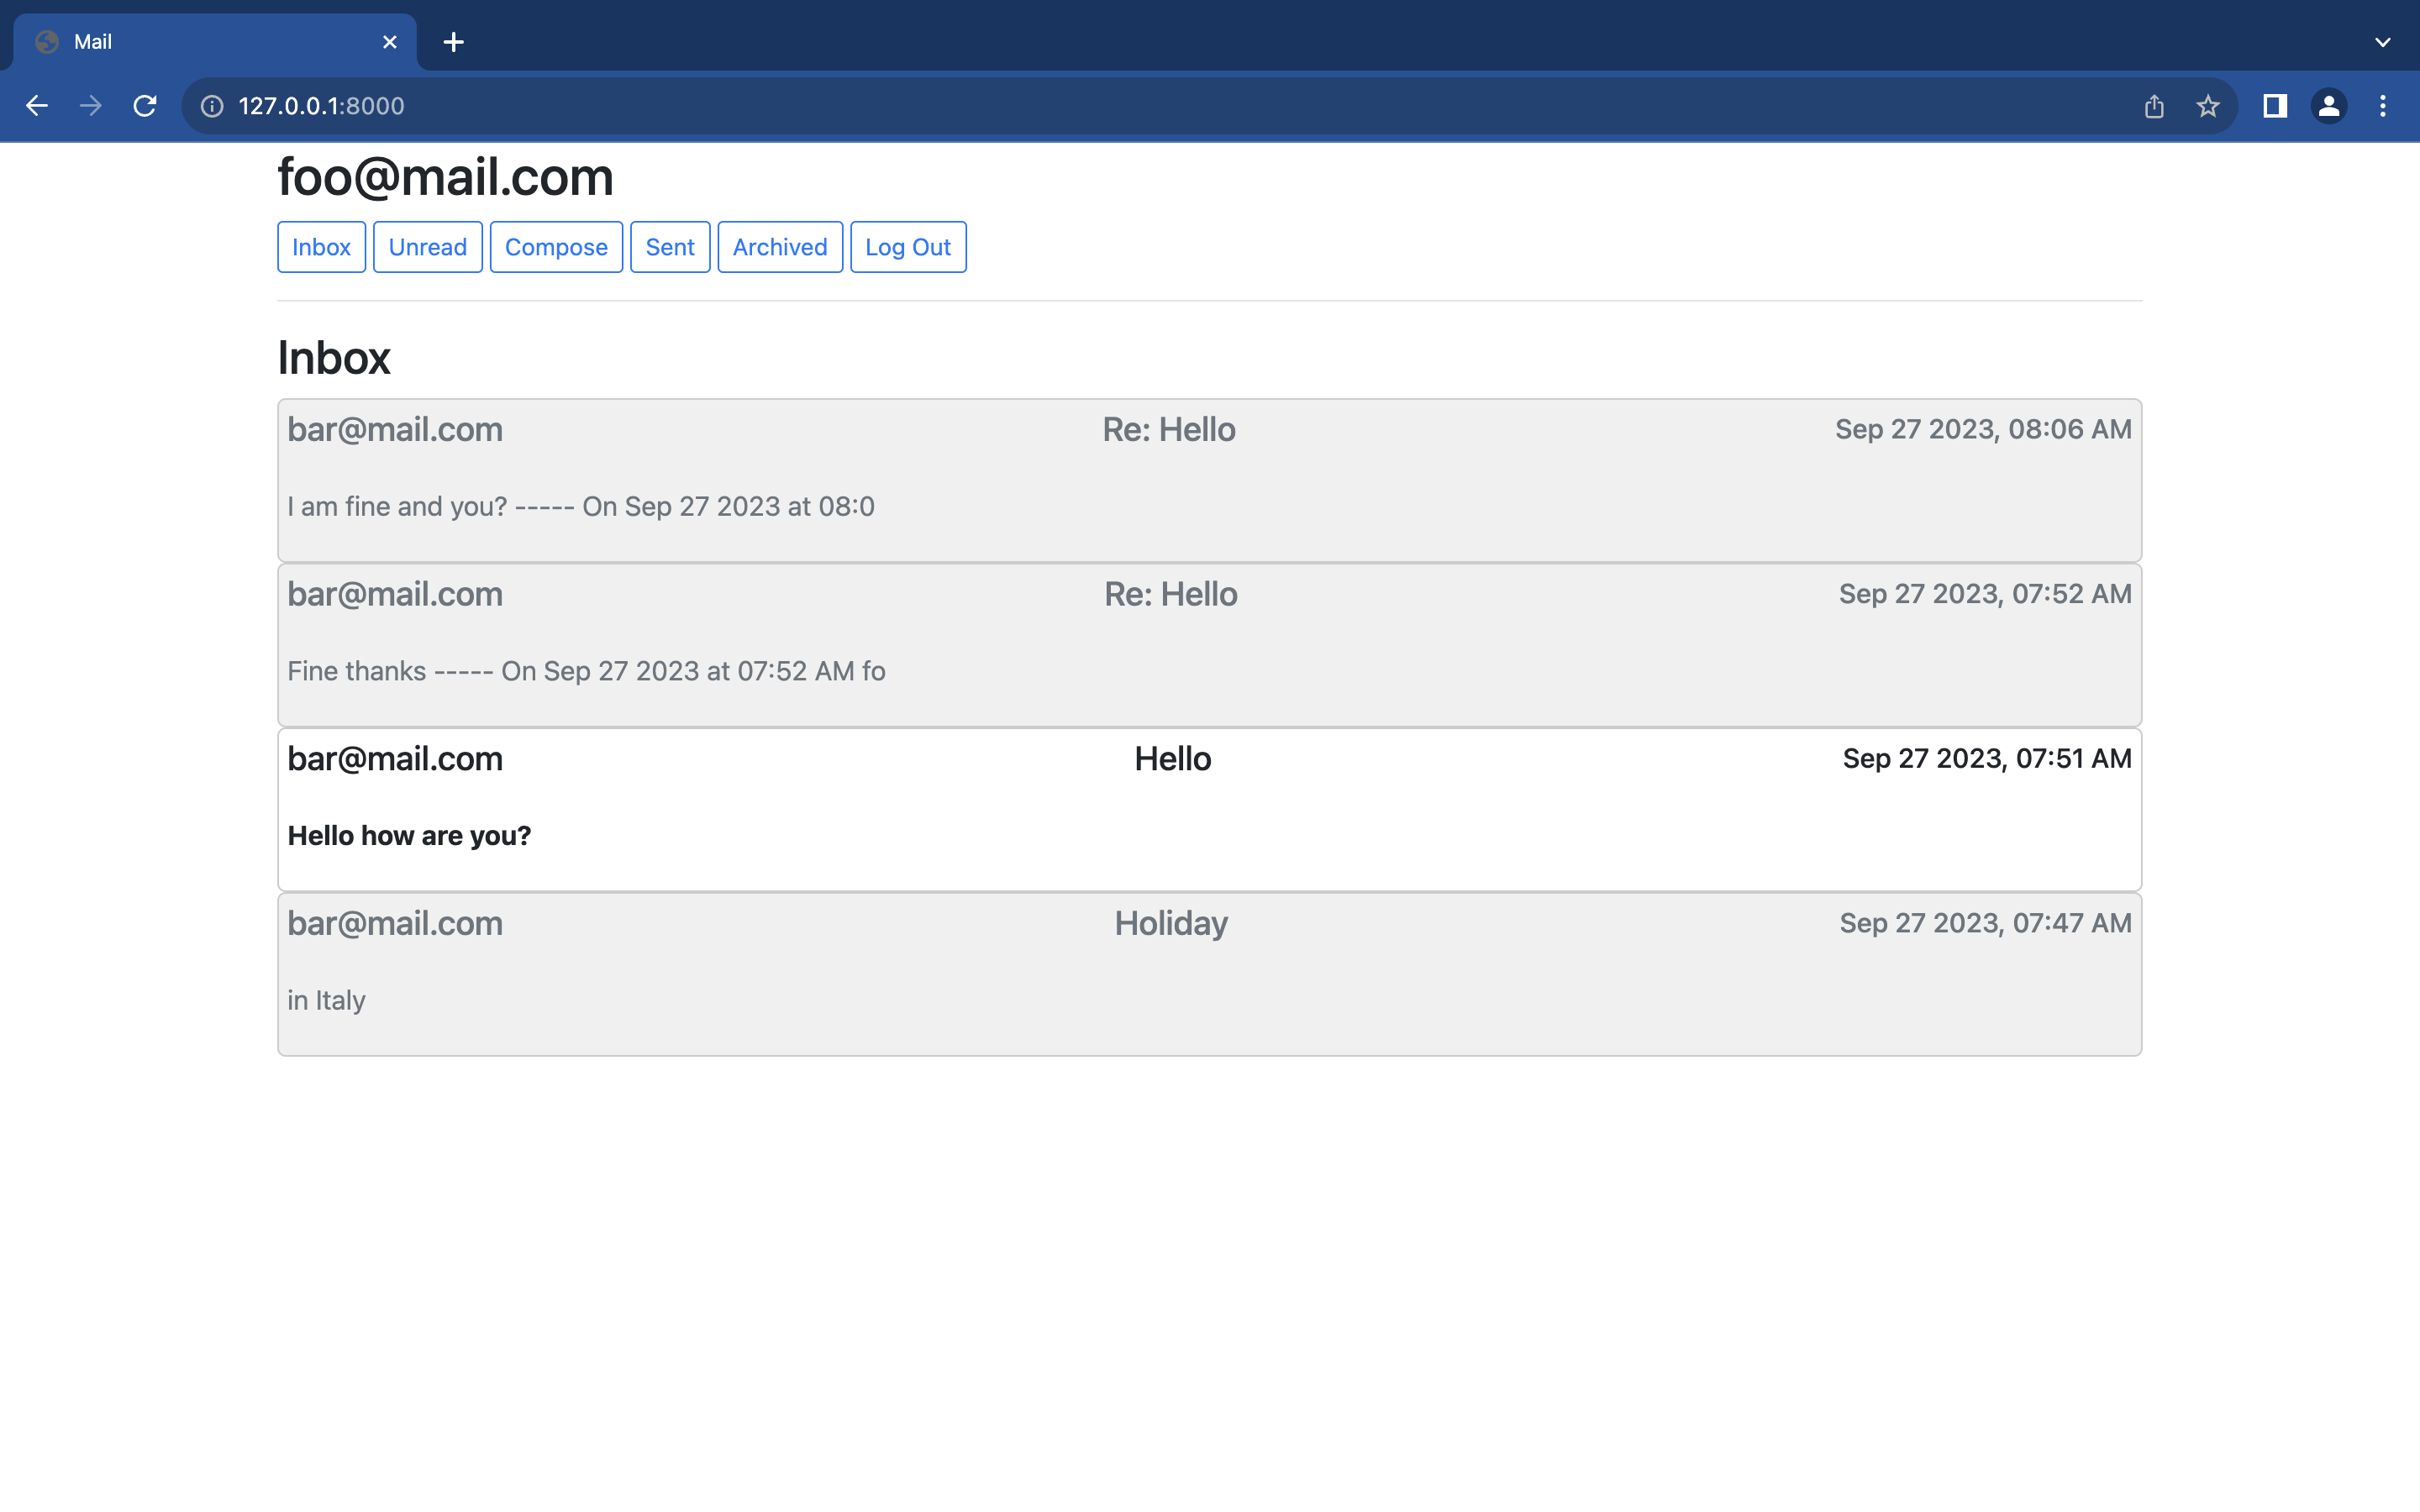 Mail
127.0.0.1:8000
foo@mail.com
Inbox Unread Compose Sent Archived Log Out
Inbox
bar@mail.com Re: Hello Sep 27 2023, 08:06 AM
I am fine and you? ----- On Sep 27 2023 at 08:0
bar@mail.com Re: Hello Sep 27 2023, 07:52 AM
Fine thanks ----- On Sep 27 2023 at 07:52 AM fo
bar@mail.com Hello Sep 27 2023, 07:51 AM
Hello how are you?
bar@mail.com Holiday Sep 27 2023, 07:47 AM
in Italy